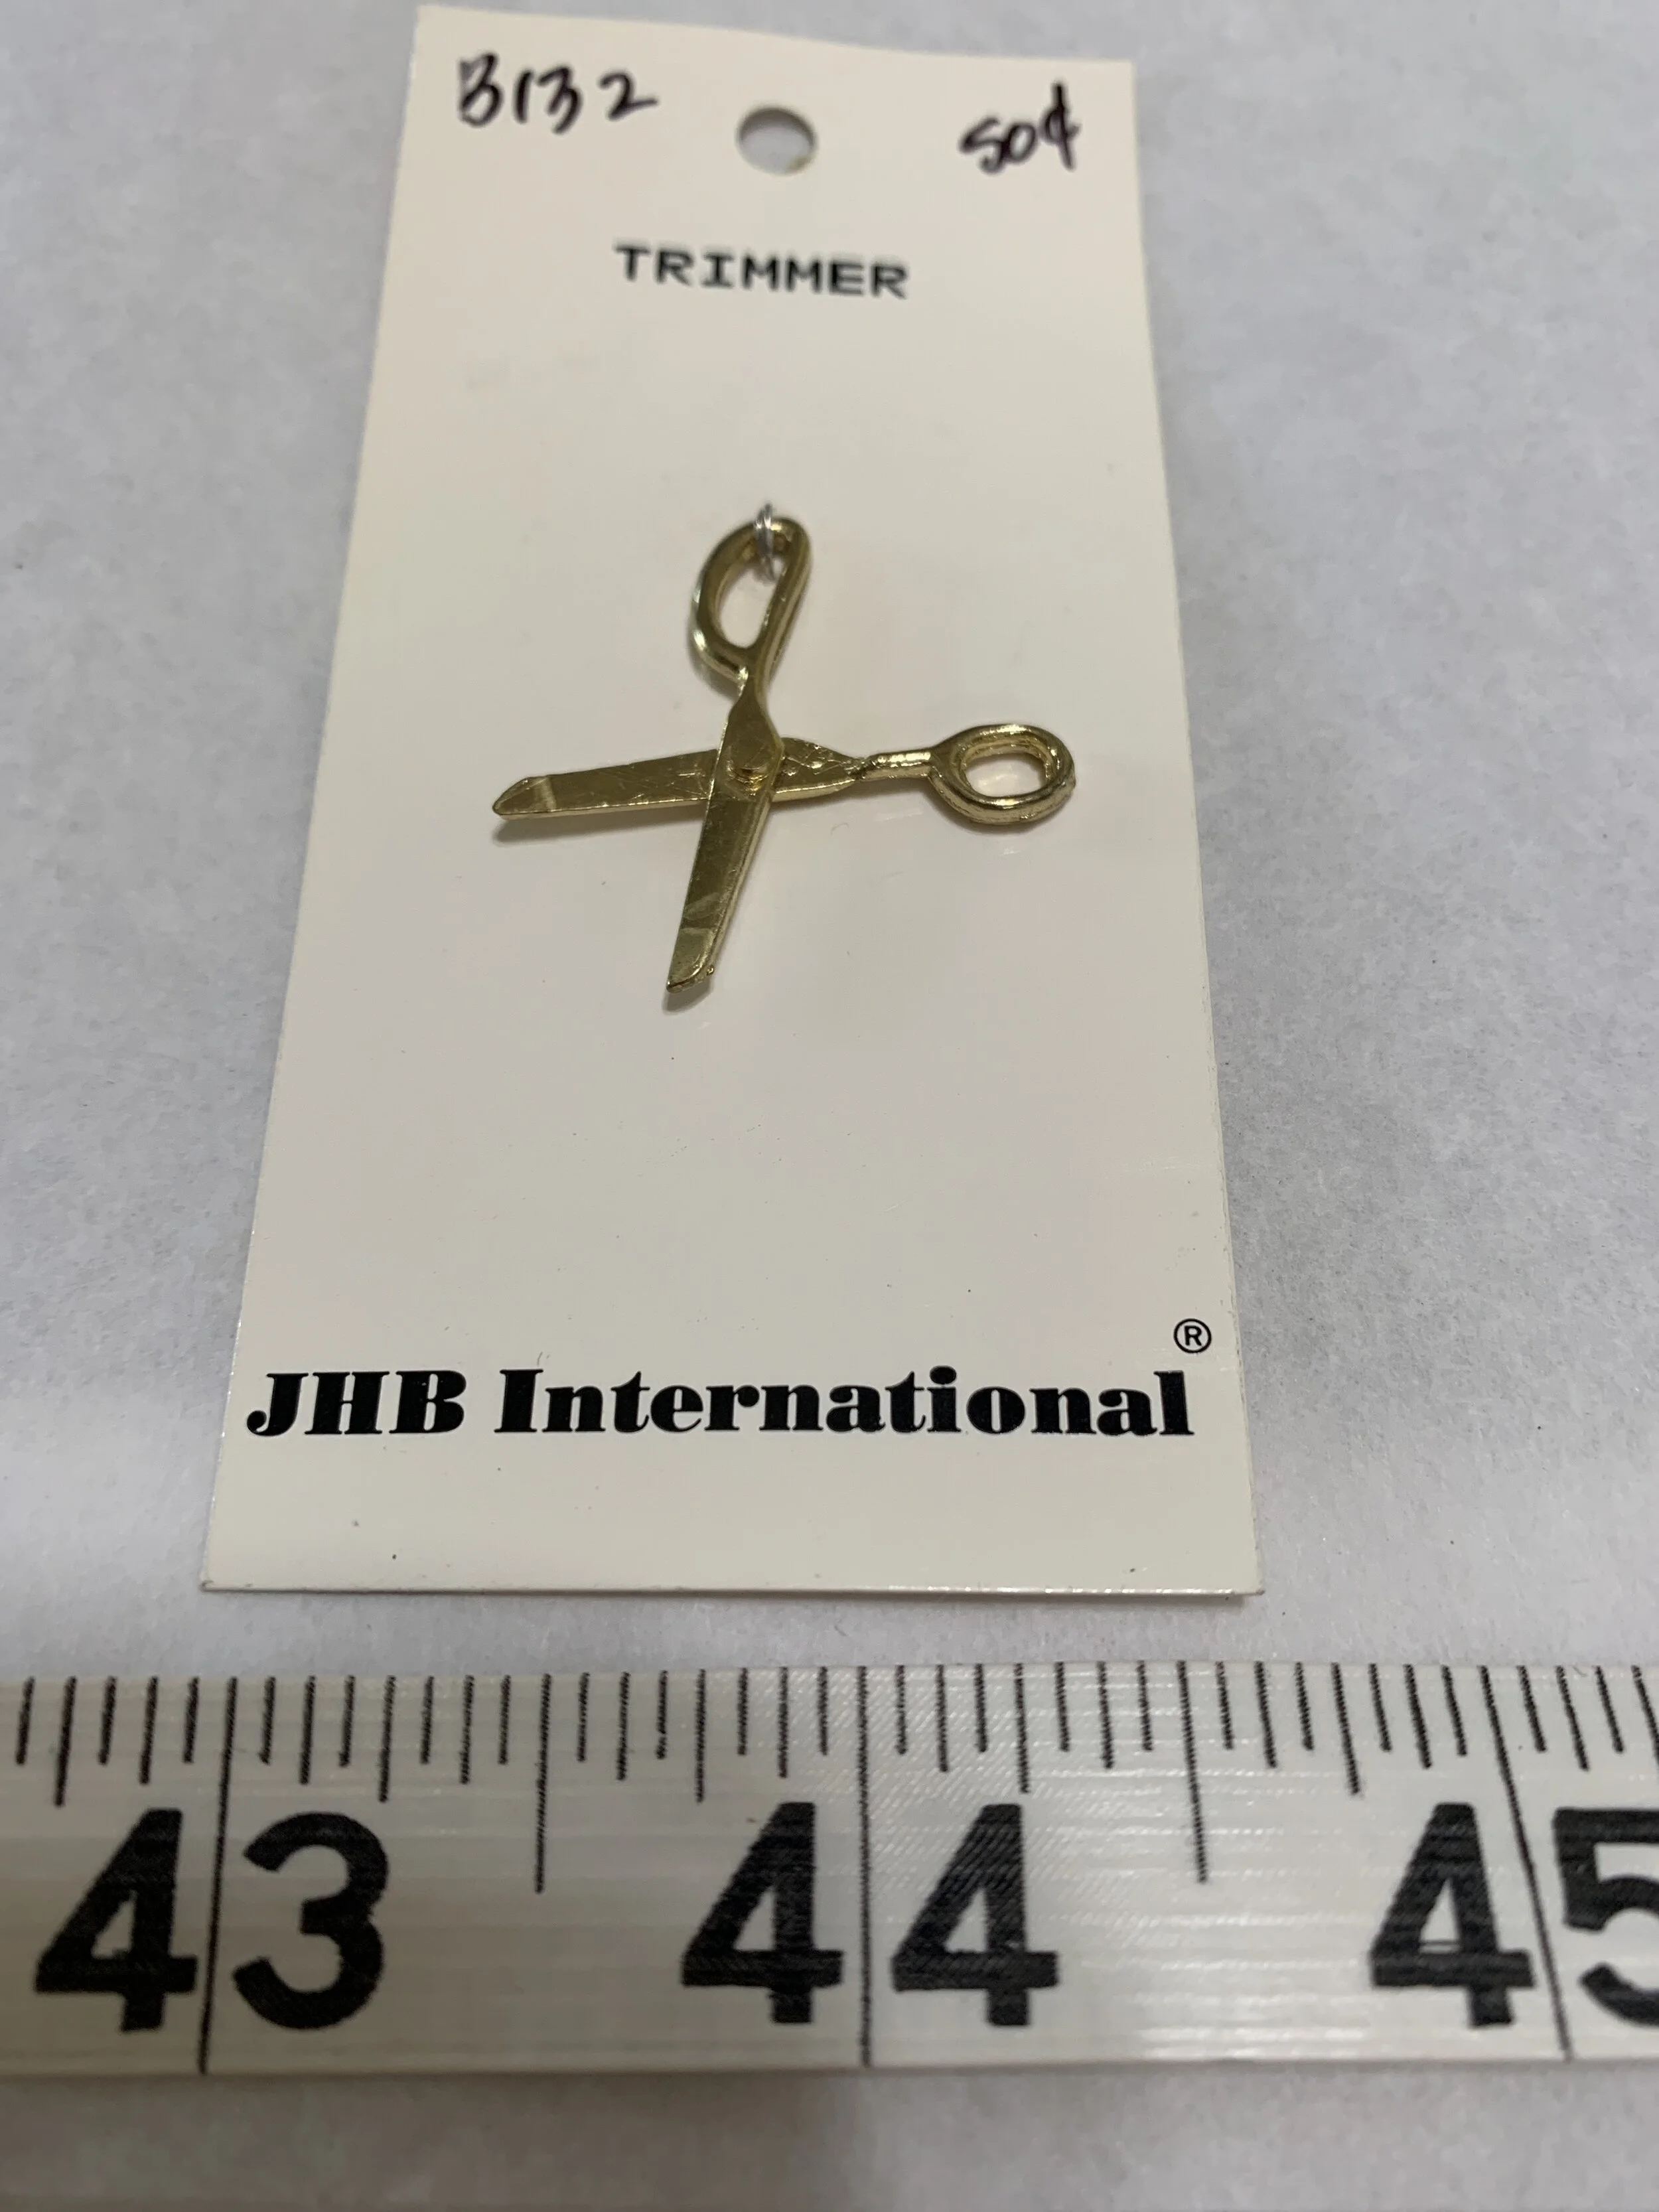 B132 50¢
TRIMMER
JHB International®
43 44 45